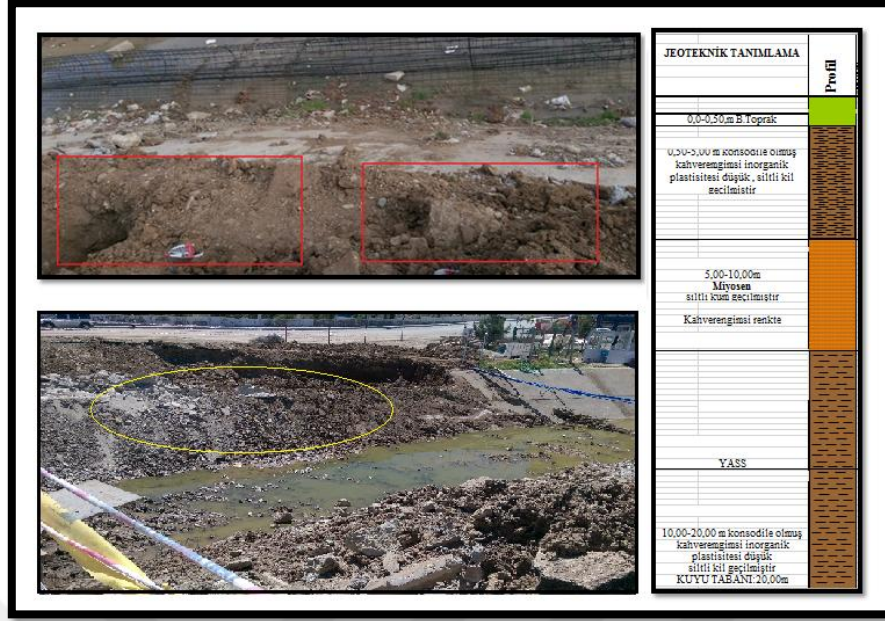 JEOTEKNİK TANIMLAMA
Profil
0,0-0,50,m B.Toprak
0,50-5,00 m konsodile olmuş
kahverengimsi inorganik
plastisitesi düşük , siltli kil
geçilmiştir
5,00-10,00m
Miyosen
siltli kum geçilmiştir
Kahverengimsi renkte
YASS
10,00-20,00 m konsodile olmuş
kahverengimsi inorganik
plastisitesi düşük
siltli kil geçilmiştir
KUYU TABANI:20,00m